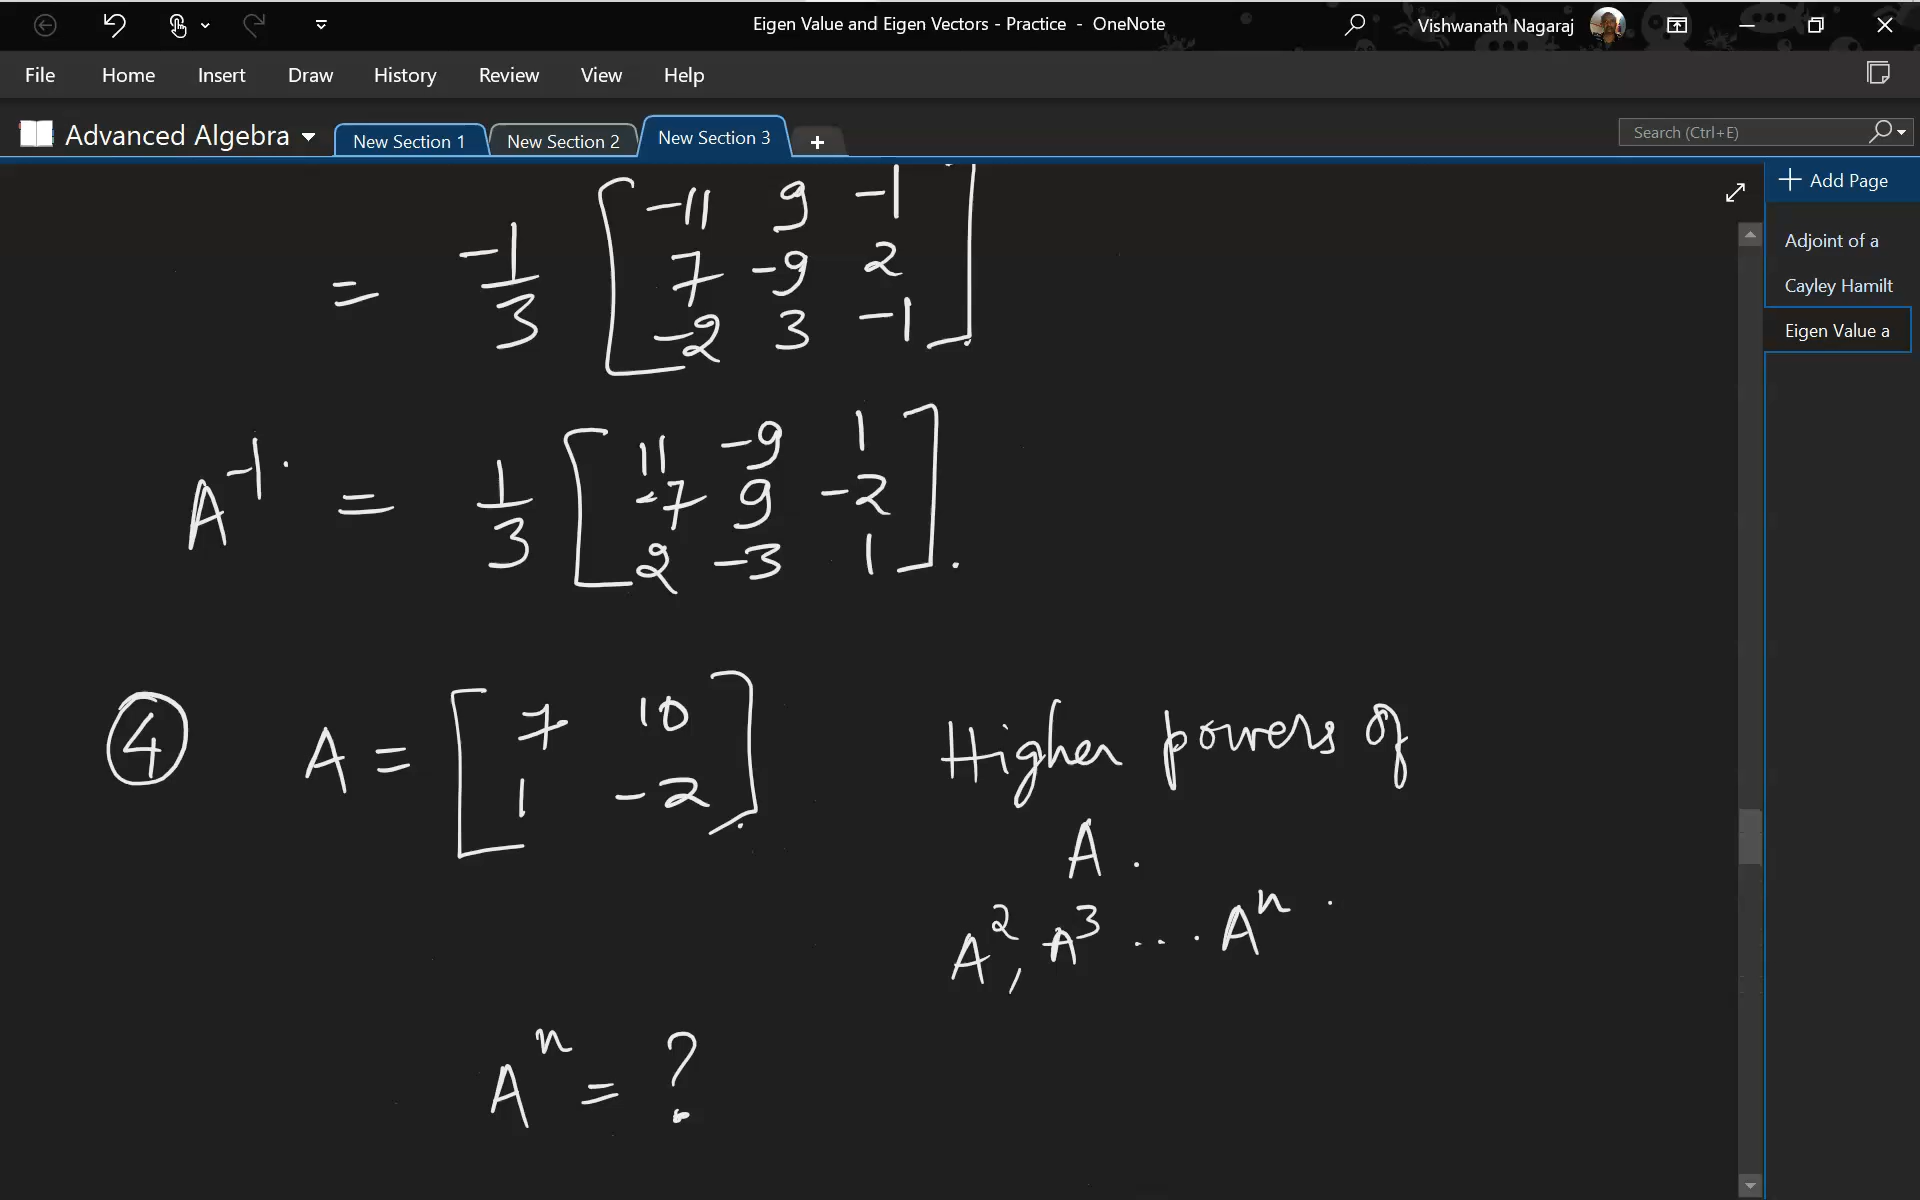 Eigen Value and Eigen Vectors - Practice - OneNote
Vishwanath Nagaraj
File Home Insert Draw History Review View Help
Advanced Algebra New Section 1 New Section 2 New Section 3 +
Search (Ctrl+E)
+ Add Page
Adjoint of a
Cayley Hamilt
Eigen Value a
= -1/3 [ -11 9 -1
7 -9 2
-2 3 -1 ]
A^-1 = 1/3 [ 11 -9 1
-7 9 -2
2 -3 1 ].
④ A = [ 7 10
1 -2 ].
Higher powers of
A.
A^2, A^3 .... A^n.
A^n = ?